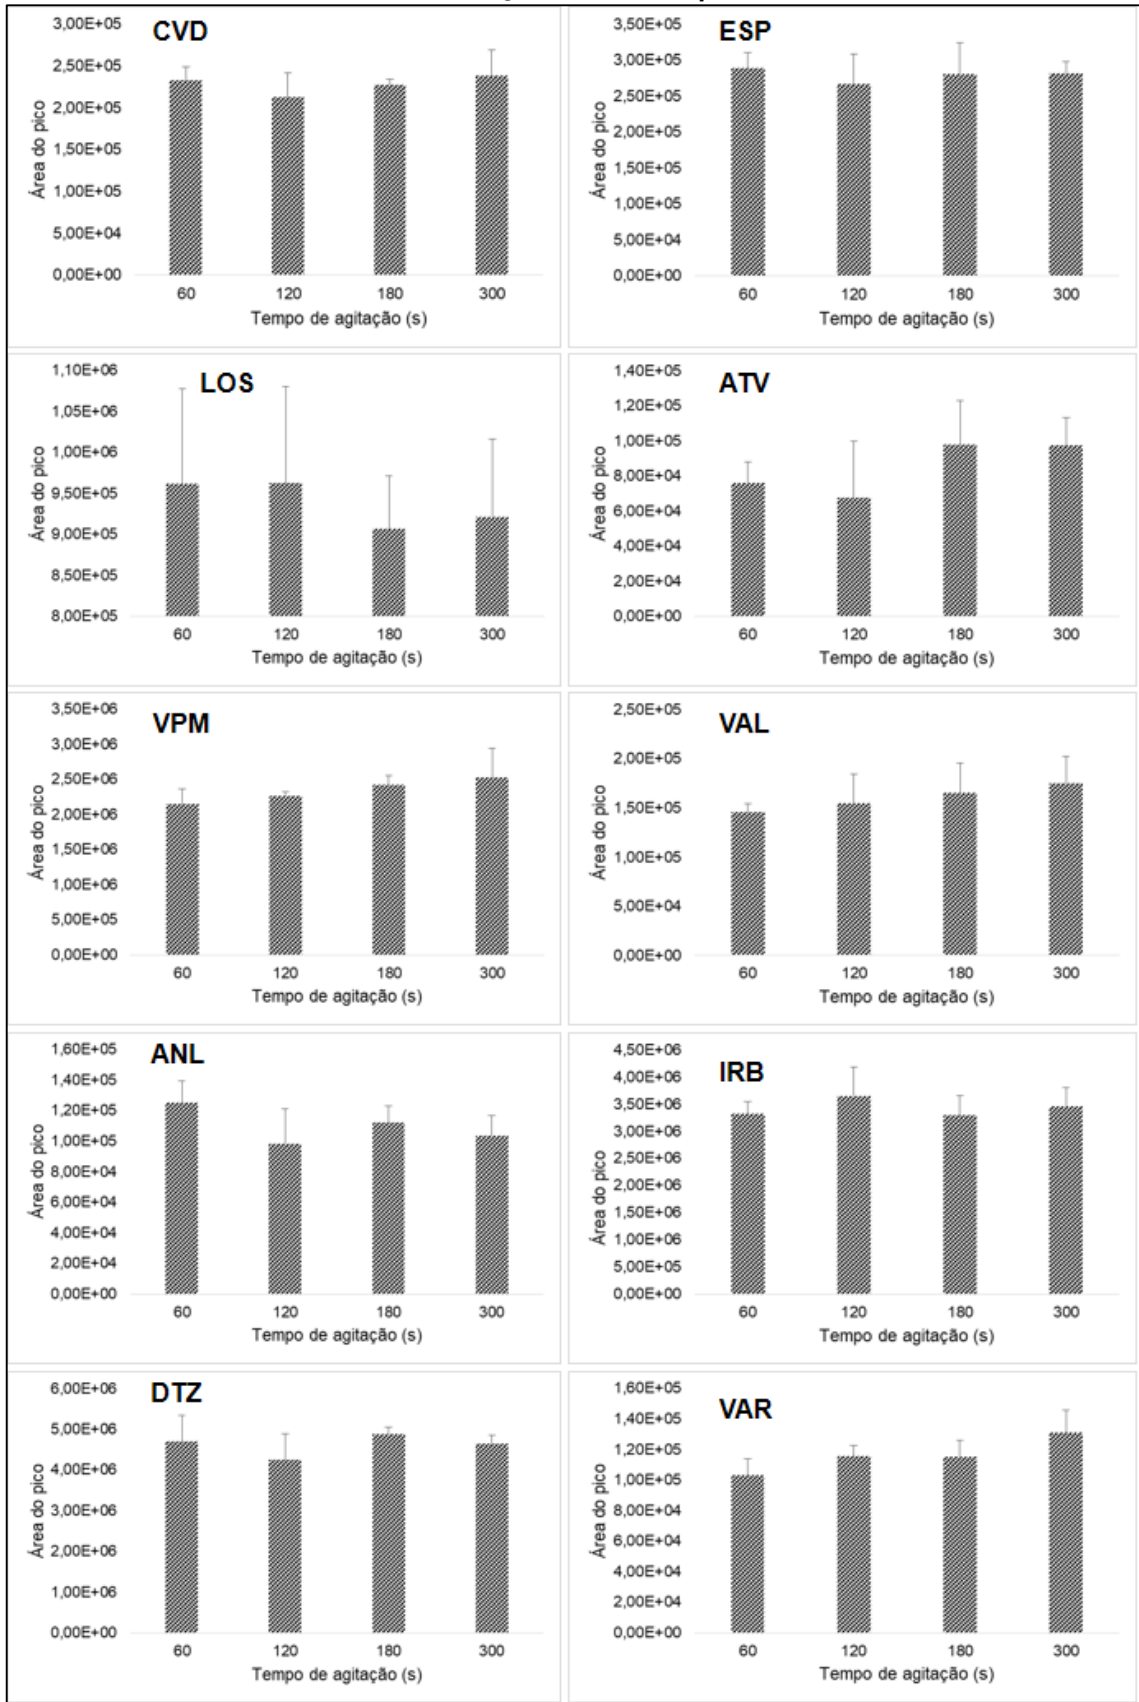 CVD
3,00E+05
2,50E+05
2,00E+05
1,50E+05
1,00E+05
5,00E+04
0,00E+00
Área do pico
60 120 180 300
Tempo de agitação (s)
ESP
3,50E+05
3,00E+05
2,50E+05
2,00E+05
1,50E+05
1,00E+05
5,00E+04
0,00E+00
Área do pico
60 120 180 300
Tempo de agitação (s)
LOS
1,10E+06
1,05E+06
1,00E+06
9,50E+05
9,00E+05
8,50E+05
8,00E+05
Área do pico
60 120 180 300
Tempo de agitação (s)
ATV
1,40E+05
1,20E+05
1,00E+05
8,00E+04
6,00E+04
4,00E+04
2,00E+04
0,00E+00
Área do pico
60 120 180 300
Tempo de agitação (s)
VPM
3,50E+06
3,00E+06
2,50E+06
2,00E+06
1,50E+06
1,00E+06
5,00E+05
0,00E+00
Área do pico
60 120 180 300
Tempo de agitação (s)
VAL
2,50E+05
2,00E+05
1,50E+05
1,00E+05
5,00E+04
0,00E+00
Área do pico
60 120 180 300
Tempo de agitação (s)
ANL
1,60E+05
1,40E+05
1,20E+05
1,00E+05
8,00E+04
6,00E+04
4,00E+04
2,00E+04
0,00E+00
Área do pico
60 120 180 300
Tempo de agitação (s)
IRB
4,50E+06
4,00E+06
3,50E+06
3,00E+06
2,50E+06
2,00E+06
1,50E+06
1,00E+06
5,00E+05
0,00E+00
Área do pico
60 120 180 300
Tempo de agitação (s)
DTZ
6,00E+06
5,00E+06
4,00E+06
3,00E+06
2,00E+06
1,00E+06
0,00E+00
Área do pico
60 120 180 300
Tempo de agitação (s)
VAR
1,60E+05
1,40E+05
1,20E+05
1,00E+05
8,00E+04
6,00E+04
4,00E+04
2,00E+04
0,00E+00
Área do pico
60 120 180 300
Tempo de agitação (s)